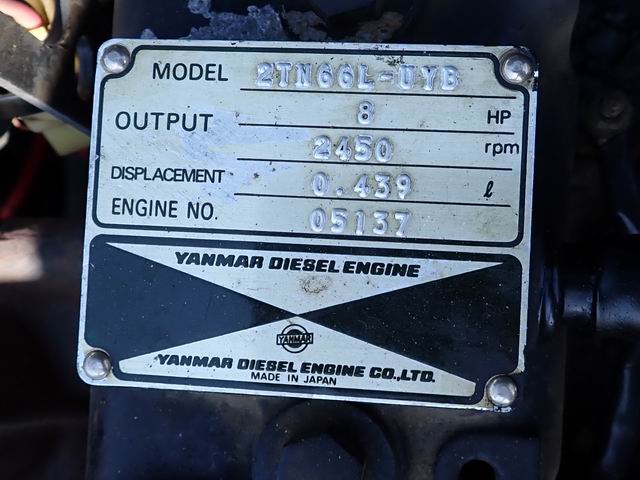 MODEL 2TN66L-UYB
OUTPUT 8 HP
2450 rpm
DISPLACEMENT 0.439 ℓ
ENGINE NO. 05137
YANMAR DIESEL ENGINE
YANMAR
YANMAR DIESEL ENGINE CO.,LTD.
MADE IN JAPAN